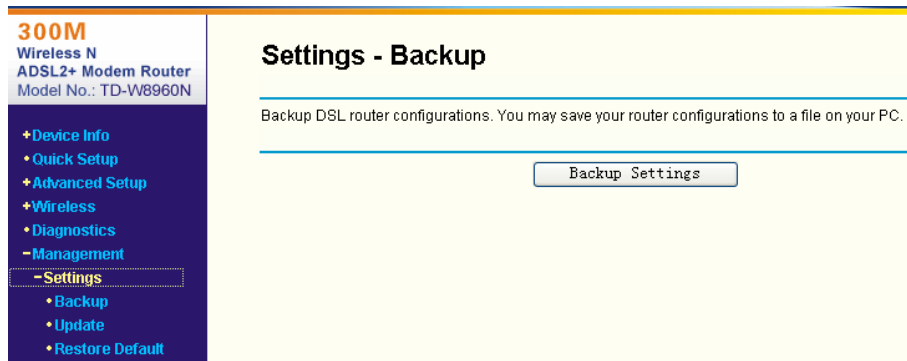 300M
Wireless N
ADSL2+ Modem Router
Model No.: TD-W8960N
+Device Info
•Quick Setup
+Advanced Setup
+Wireless
•Diagnostics
-Management
-Settings
•Backup
•Update
•Restore Default
Settings - Backup
Backup DSL router configurations. You may save your router configurations to a file on your PC.
Backup Settings